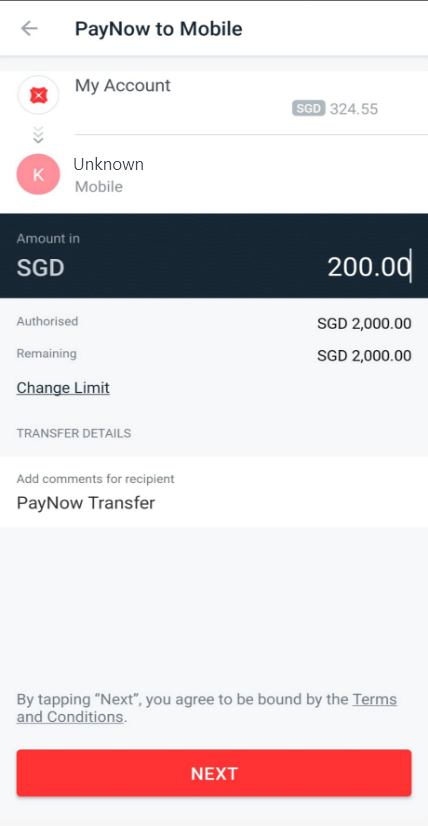 PayNow to Mobile
My Account
SGD 324.55
K
Unknown
Mobile
Amount in
SGD 200.00
Authorised SGD 2,000.00
Remaining SGD 2,000.00
Change Limit
TRANSFER DETAILS
Add comments for recipient
PayNow Transfer
By tapping “Next”, you agree to be bound by the Terms
and Conditions.
NEXT